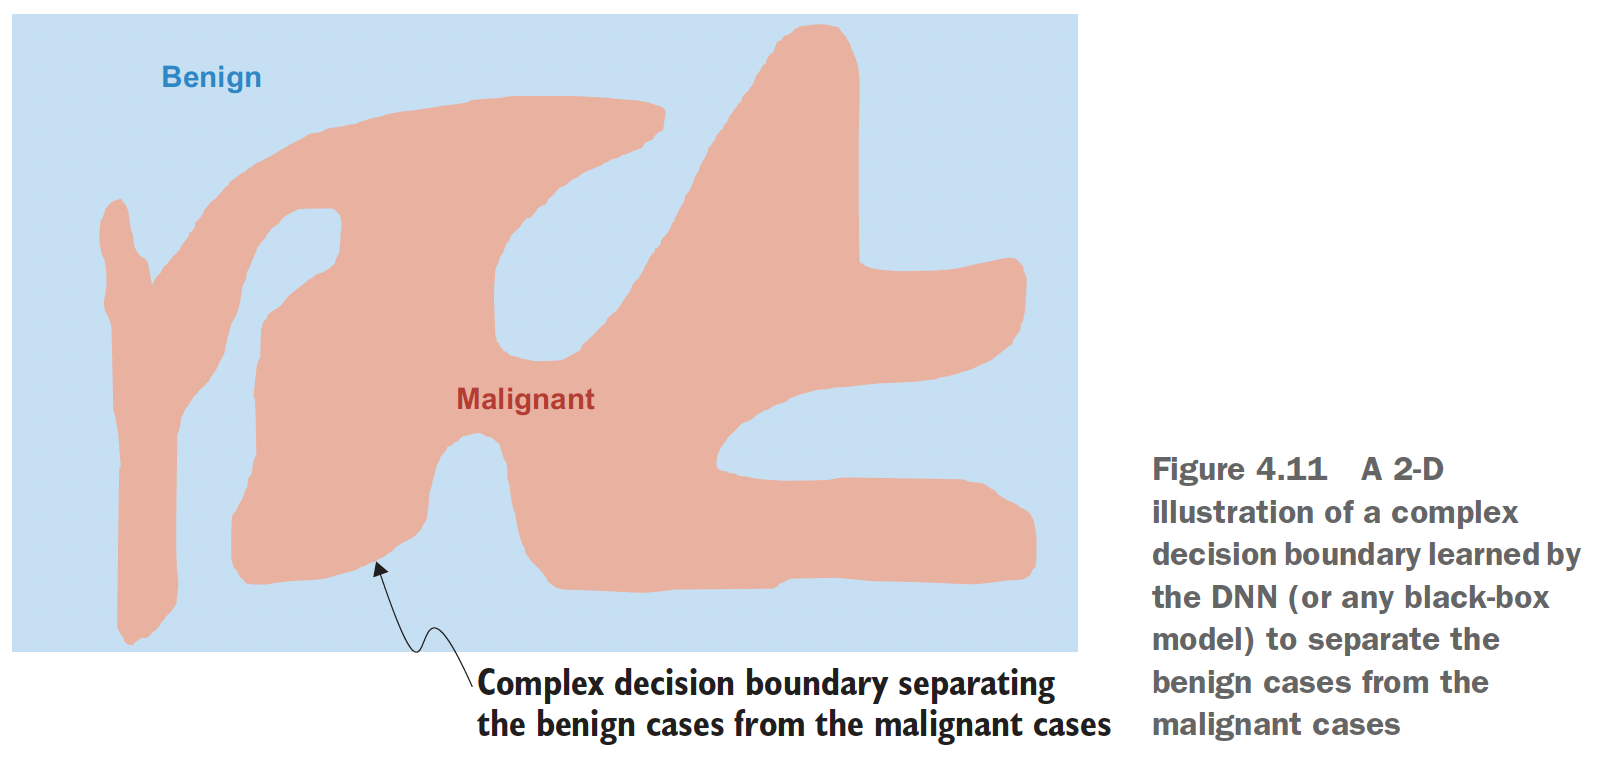 Benign
Malignant
Complex decision boundary separating
the benign cases from the malignant cases
Figure 4.11 A 2-D
illustration of a complex
decision boundary learned by
the DNN (or any black-box
model) to separate the
benign cases from the
malignant cases